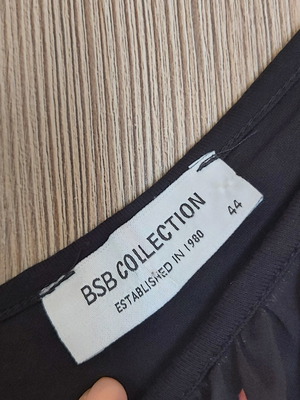 BSB COLLECTION
ESTABLISHED IN 1980
44